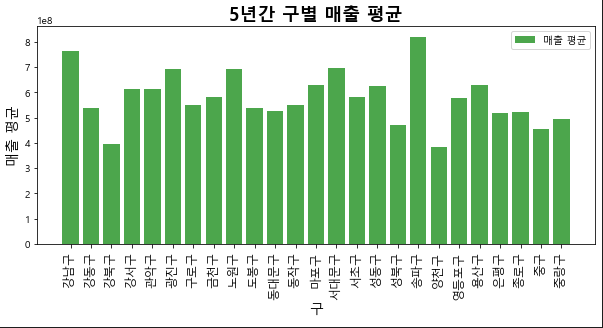 5년간 구별 매출 평균
1e8
매출 평균
8
7
6
5
4
3
2
1
0
매출 평균
강남구
강동구
강북구
강서구
관악구
광진구
구로구
금천구
노원구
도봉구
동대문구
동작구
마포구
서대문구
서초구
성동구
성북구
송파구
양천구
영등포구
용산구
은평구
종로구
중구
중랑구
구